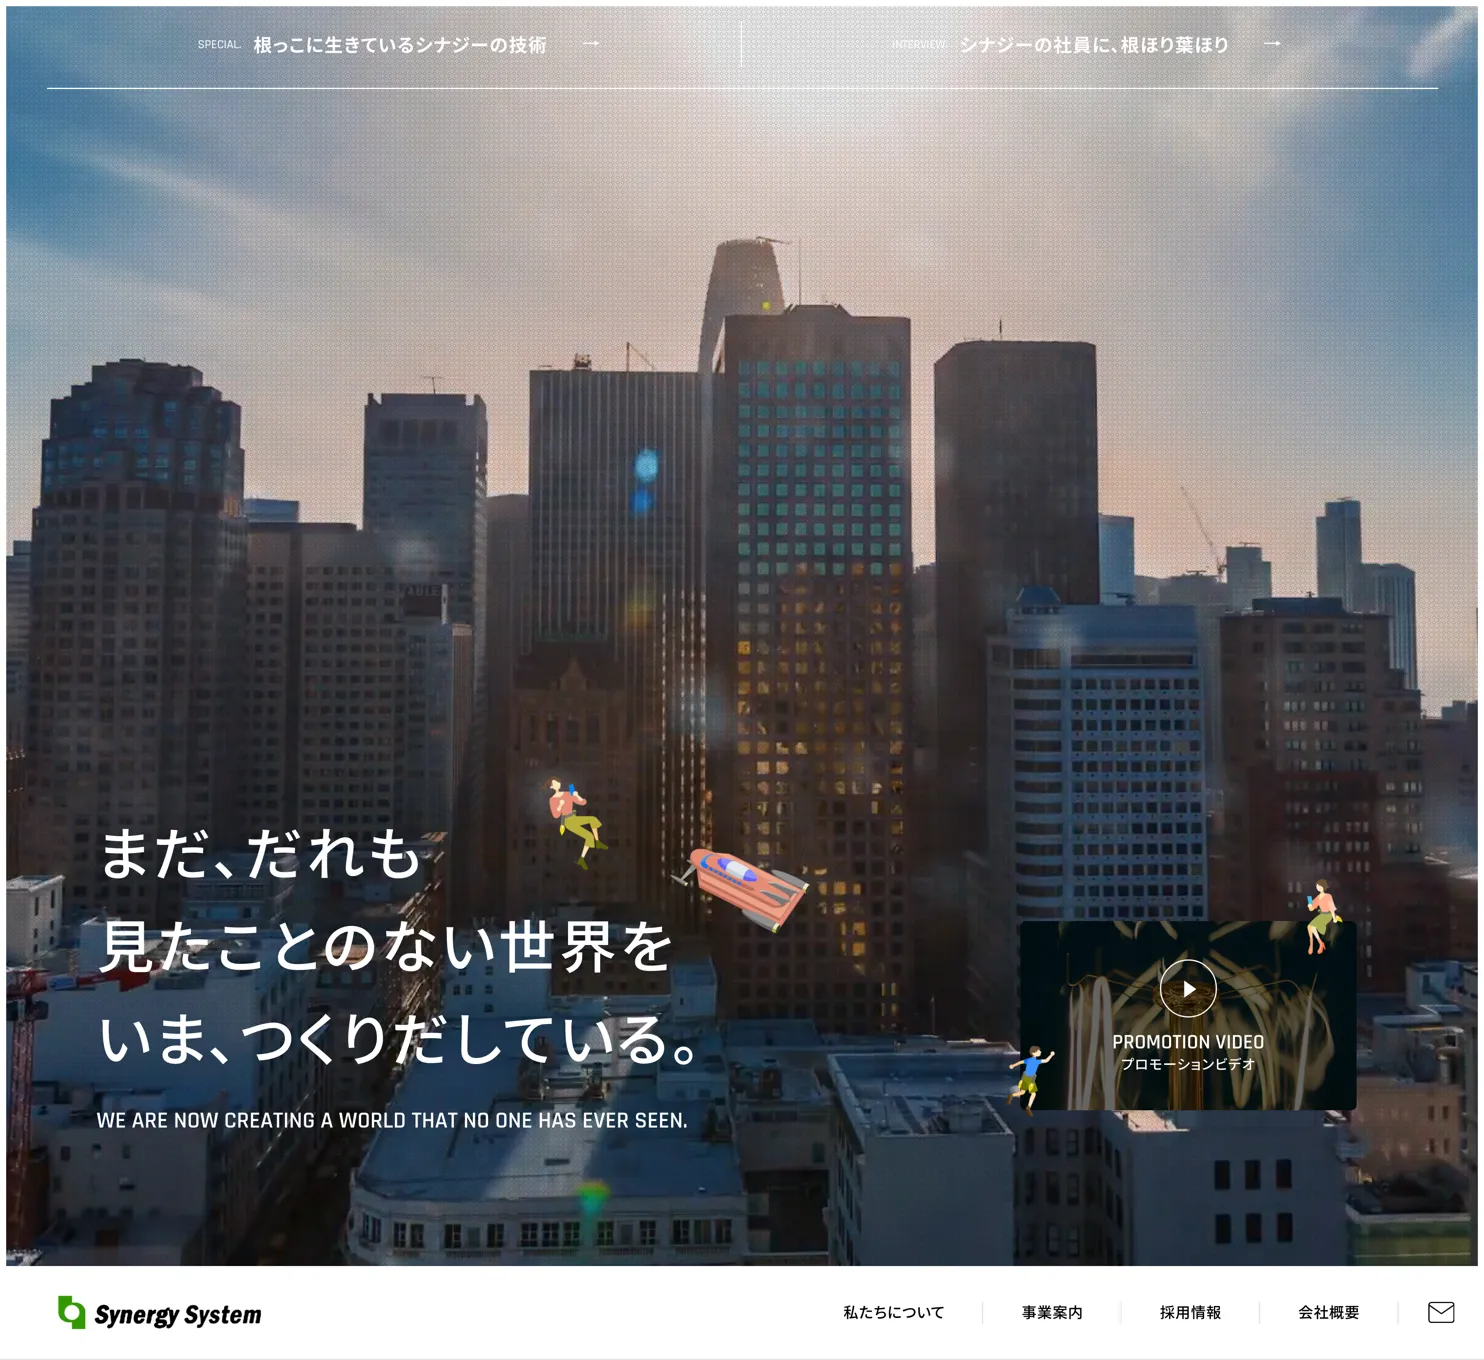 SPECIAL. 根っこに生きているシナジーの技術 →
INTERVIEW. シナジーの社員に、根ほり葉ほり →
まだ、だれも
見たことのない世界を
いま、つくりだしている。
WE ARE NOW CREATING A WORLD THAT NO ONE HAS EVER SEEN.
PROMOTION VIDEO
プロモーションビデオ
Synergy System
私たちについて
事業案内
採用情報
会社概要